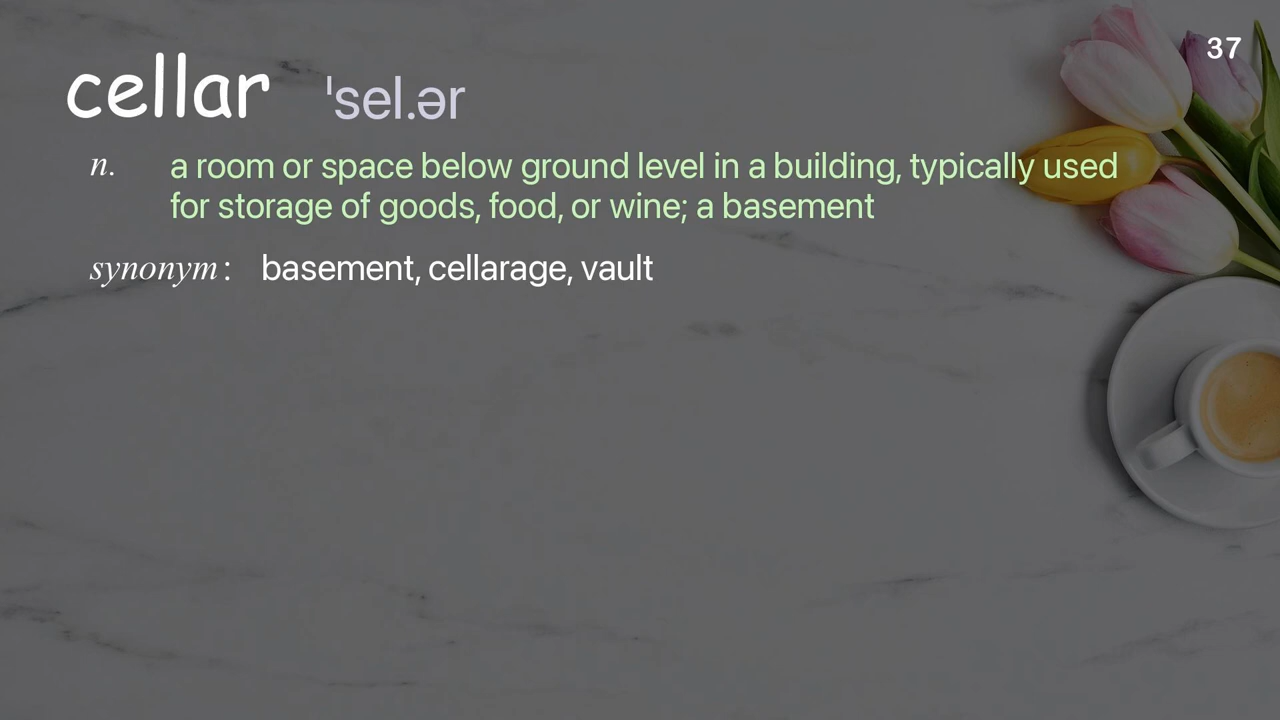 37
cellar ˈsel.ər
n. a room or space below ground level in a building, typically used
for storage of goods, food, or wine; a basement
synonym: basement, cellarage, vault